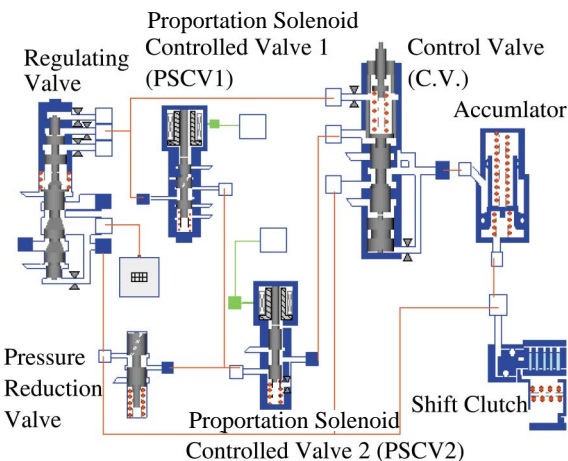 Proportation Solenoid
Controlled Valve 1
(PSCV1)
Regulating
Valve
Control Valve
(C.V.)
Accumlator
Pressure
Reduction
Valve
Proportation Solenoid
Controlled Valve 2 (PSCV2)
Shift Clutch